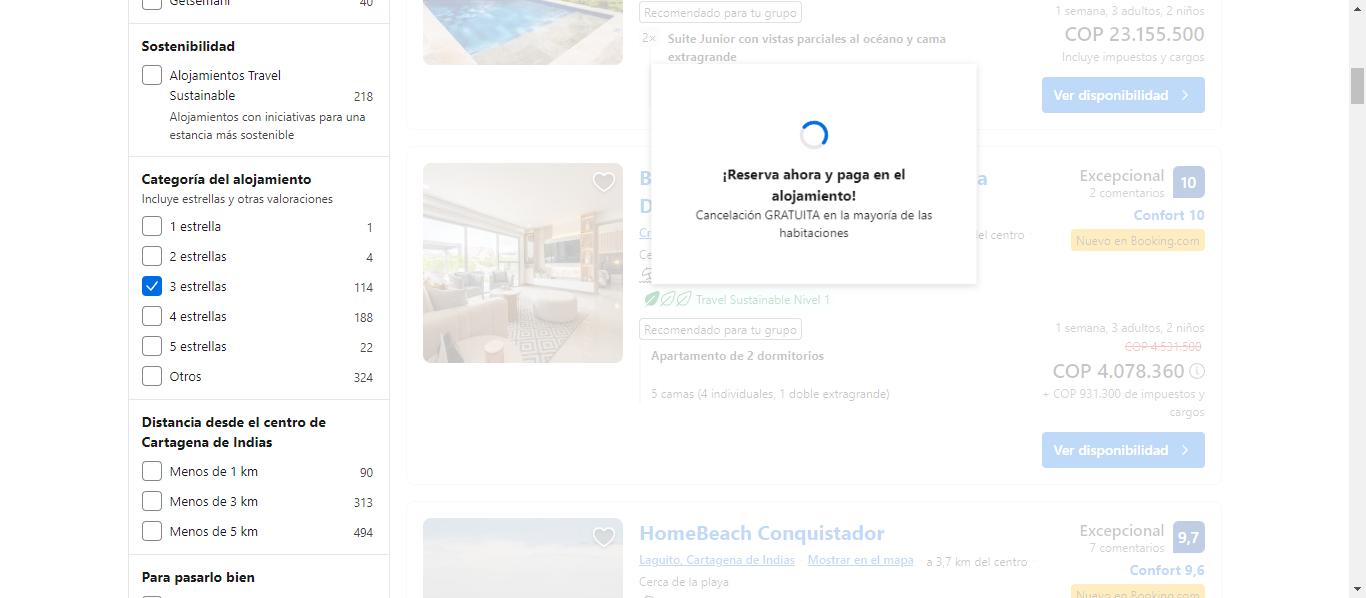 Getsemaní
40
Sostenibilidad
Alojamientos Travel
Sustainable
218
Alojamientos con iniciativas para una
estancia más sostenible
Categoría del alojamiento
Incluye estrellas y otras valoraciones
1 estrella
1
2 estrellas
4
3 estrellas
114
4 estrellas
188
5 estrellas
22
Otros
324
Distancia desde el centro de
Cartagena de Indias
Menos de 1 km
90
Menos de 3 km
313
Menos de 5 km
494
Para pasarlo bien
Recomendado para tu grupo
2×
Suite Junior con vistas parciales al océano y cama
extragrande
1 semana, 3 adultos, 2 niños
COP 23.155.500
Incluye impuestos y cargos
Ver disponibilidad
¡Reserva ahora y paga en el
alojamiento!
Cancelación GRATUITA en la mayoría de las
habitaciones
del centro
Excepcional
2 comentarios
10
Confort 10
Nuevo en Booking.com
Travel Sustainable Nivel 1
Recomendado para tu grupo
Apartamento de 2 dormitorios
5 camas (4 individuales, 1 doble extragrande)
1 semana, 3 adultos, 2 niños
COP 4.531.500
COP 4.078.360
+ COP 931.300 de impuestos y
cargos
Ver disponibilidad
HomeBeach Conquistador
Laguito, Cartagena de Indias
Mostrar en el mapa
a 3,7 km del centro
Cerca de la playa
Excepcional
7 comentarios
9,7
Confort 9,6
Nuevo en Booking.com